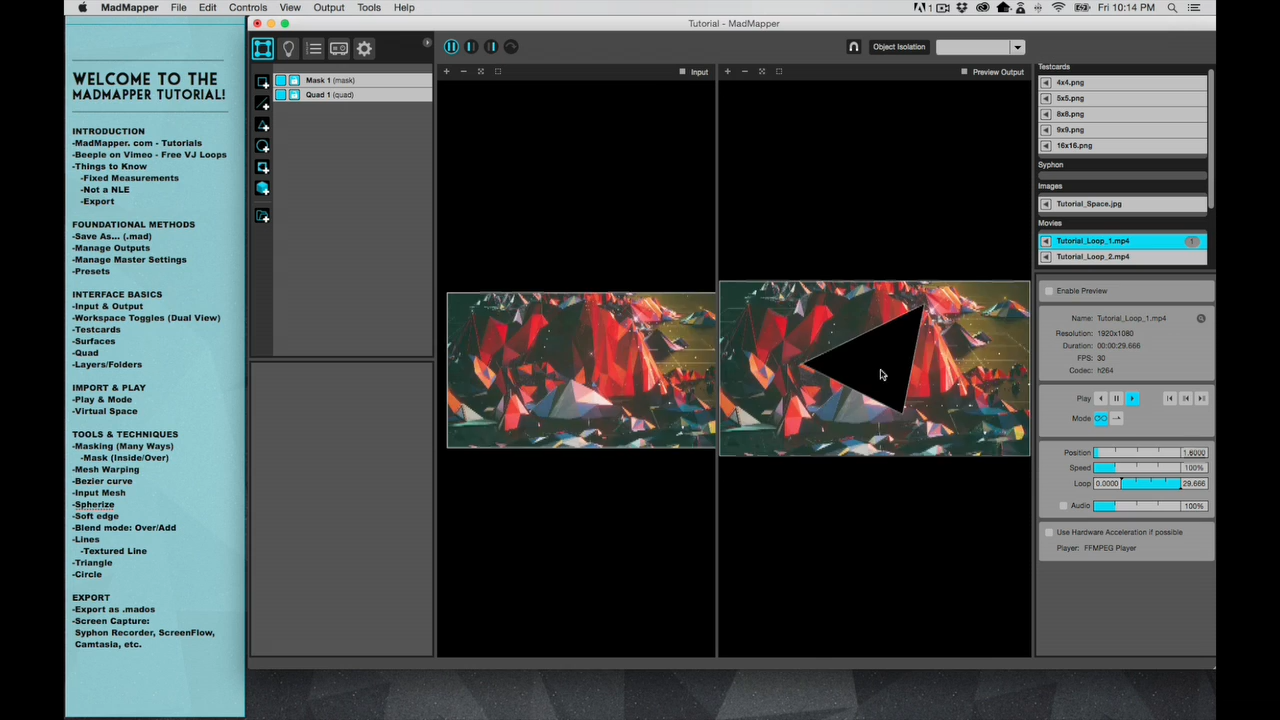 MadMapper File Edit Controls View Output Tools Help
1
Fri 10:14 PM
Tutorial - MadMapper
WELCOME TO THE
MADMAPPER TUTORIAL!
INTRODUCTION
-MadMapper. com - Tutorials
-Beeple on Vimeo - Free VJ Loops
-Things to Know
-Fixed Measurements
-Not a NLE
-Export
FOUNDATIONAL METHODS
-Save As... (.mad)
-Manage Outputs
-Manage Master Settings
-Presets
INTERFACE BASICS
-Input & Output
-Workspace Toggles (Dual View)
-Testcards
-Surfaces
-Quad
-Layers/Folders
IMPORT & PLAY
-Play & Mode
-Virtual Space
TOOLS & TECHNIQUES
-Masking (Many Ways)
-Mask (Inside/Over)
-Mesh Warping
-Bezier curve
-Input Mesh
-Spherize
-Soft edge
-Blend mode: Over/Add
-Lines
-Textured Line
-Triangle
-Circle
EXPORT
-Export as .mados
-Screen Capture:
Syphon Recorder, ScreenFlow,
Camtasia, etc.
Mask 1 (mask)
Quad 1 (quad)
Object Isolation
Input
Preview Output
Testcards
4x4.png
5x5.png
8x8.png
9x9.png
16x16.png
Syphon
Images
Tutorial_Space.jpg
Movies
Tutorial_Loop_1.mp4 1
Tutorial_Loop_2.mp4
Enable Preview
Name: Tutorial_Loop_1.mp4
Resolution: 1920x1080
Duration: 00:00:29.666
FPS: 30
Codec: h264
Play
Mode
Position 1.6000
Speed 100%
Loop 0.0000 29.666
Audio 100%
Use Hardware Acceleration if possible
Player: FFMPEG Player